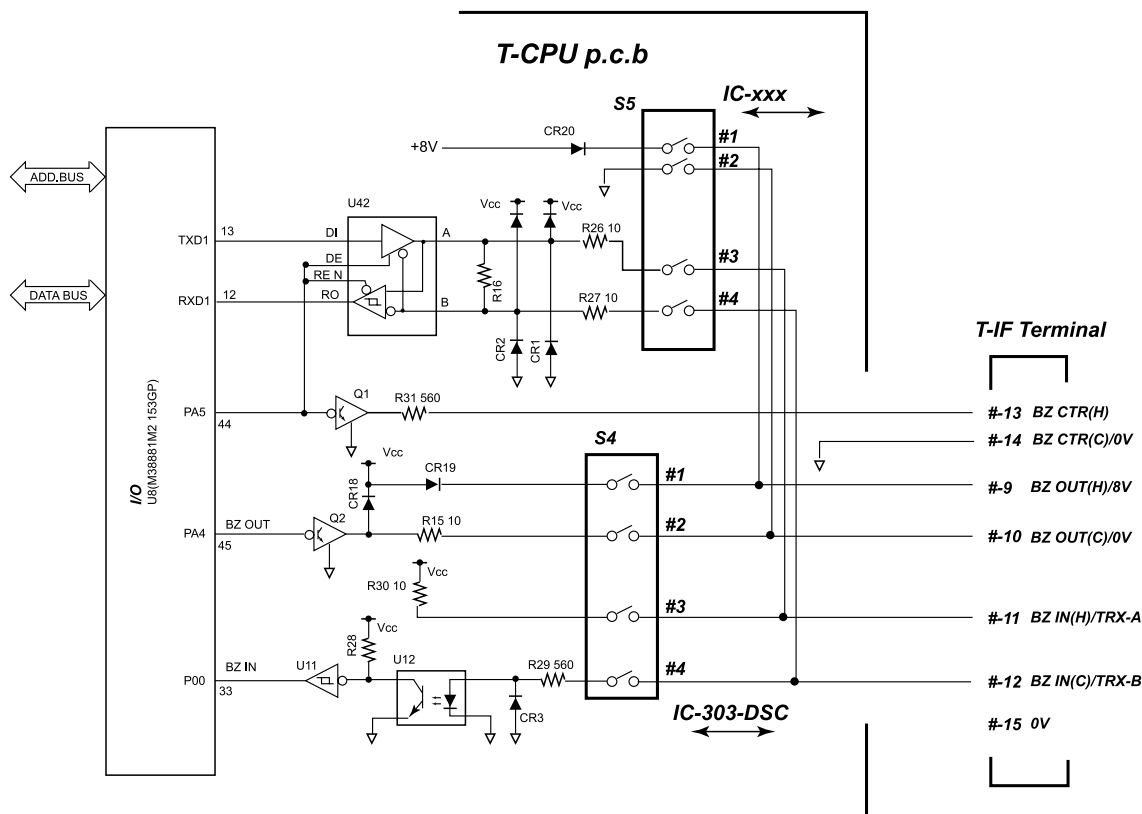 T-CPU p.c.b
IC-xxx
S5
CR20
+8V
#1
#2
ADD.BUS
U42
Vcc
Vcc
TXD1
13
DI
A
R26 10
DE
RE N
#3
DATA BUS
RXD1
12
RO
B
R16
R27 10
#4
CR2
CR1
T-IF Terminal
I/O
U8(M38881M2 153GP)
PA5
44
Q1
R31 560
#-13 BZ CTR(H)
#-14 BZ CTR(C)/0V
S4
Vcc
CR19
#1
#-9 BZ OUT(H)/8V
CR18
PA4
45
BZ OUT
Q2
R15 10
#2
#-10 BZ OUT(C)/0V
Vcc
R30 10
#3
#-11 BZ IN(H)/TRX-A
Vcc
R28
P00
33
BZ IN
U11
U12
R29 560
#4
#-12 BZ IN(C)/TRX-B
CR3
IC-303-DSC
#-15 0V